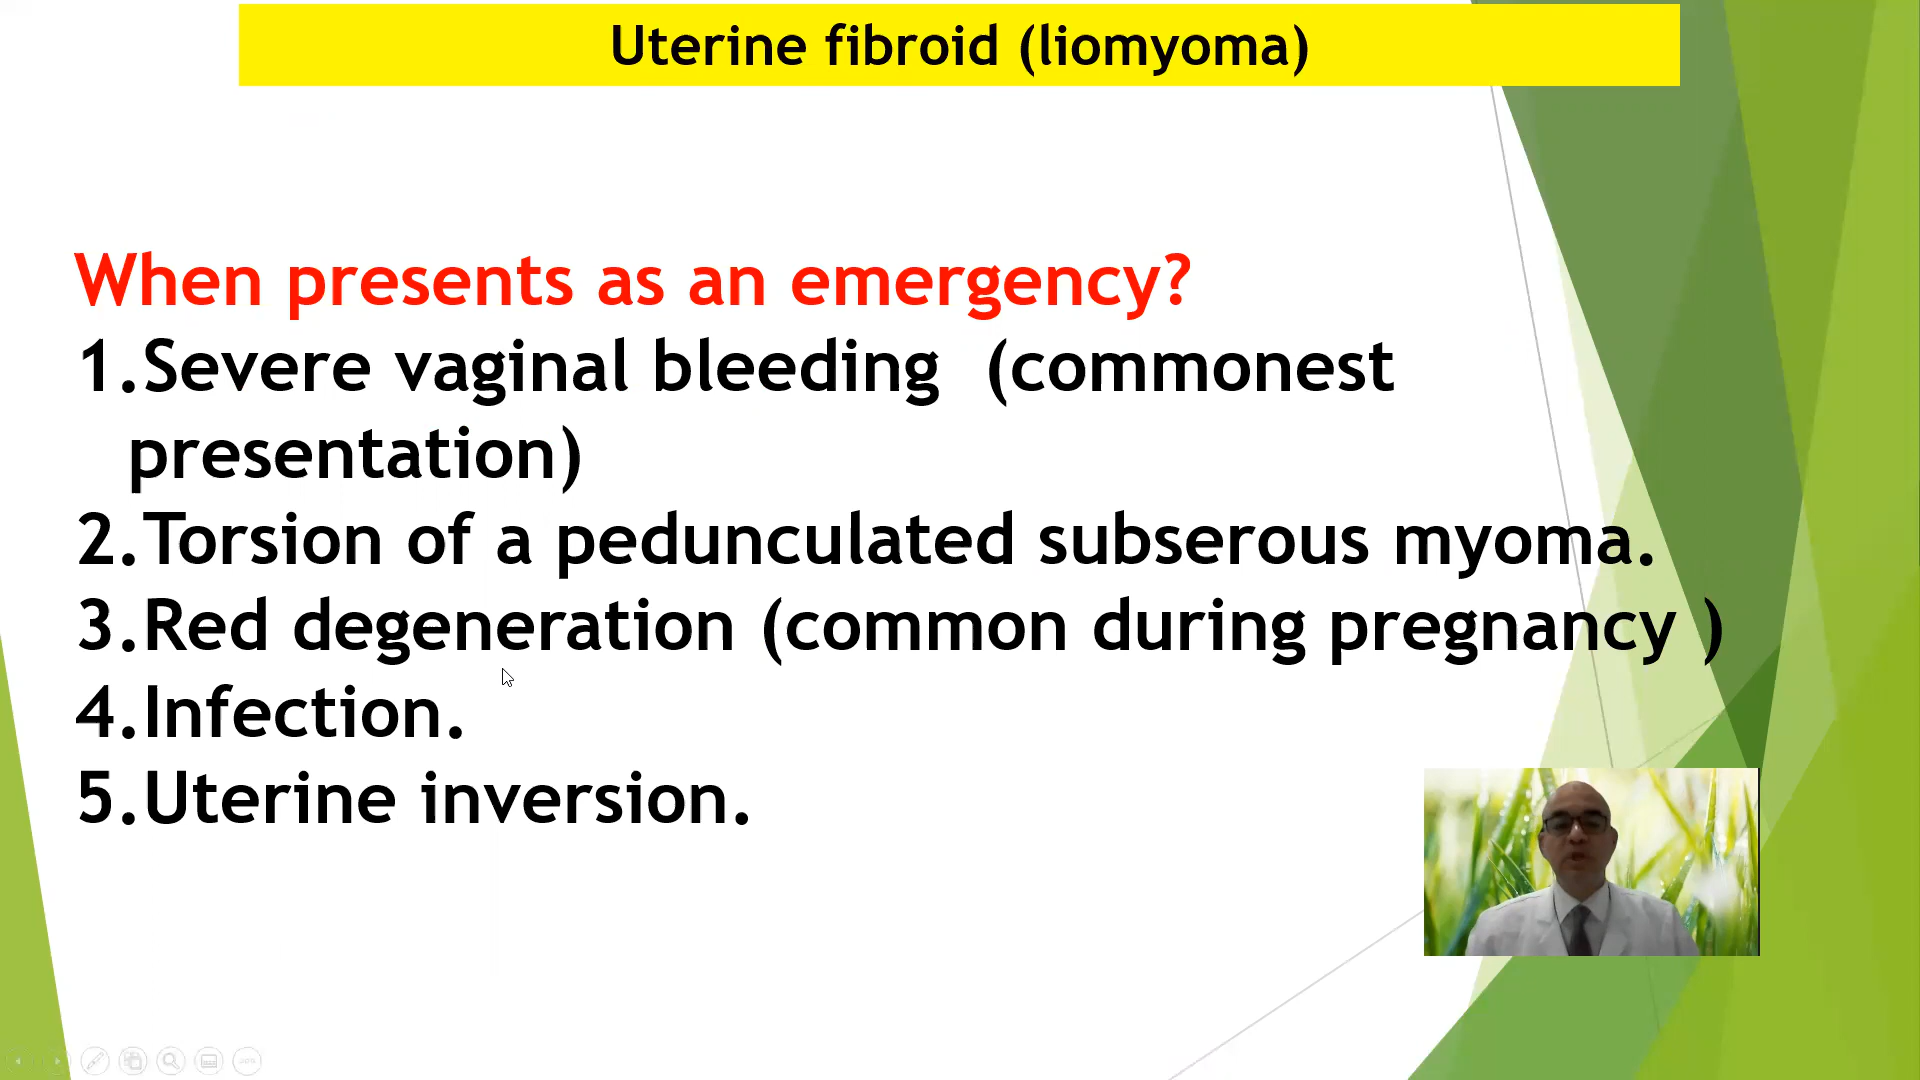 Uterine fibroid (liomyoma)
When presents as an emergency?
1.Severe vaginal bleeding (commonest
presentation)
2.Torsion of a pedunculated subserous myoma.
3.Red degeneration (common during pregnancy )
4.Infection.
5.Uterine inversion.